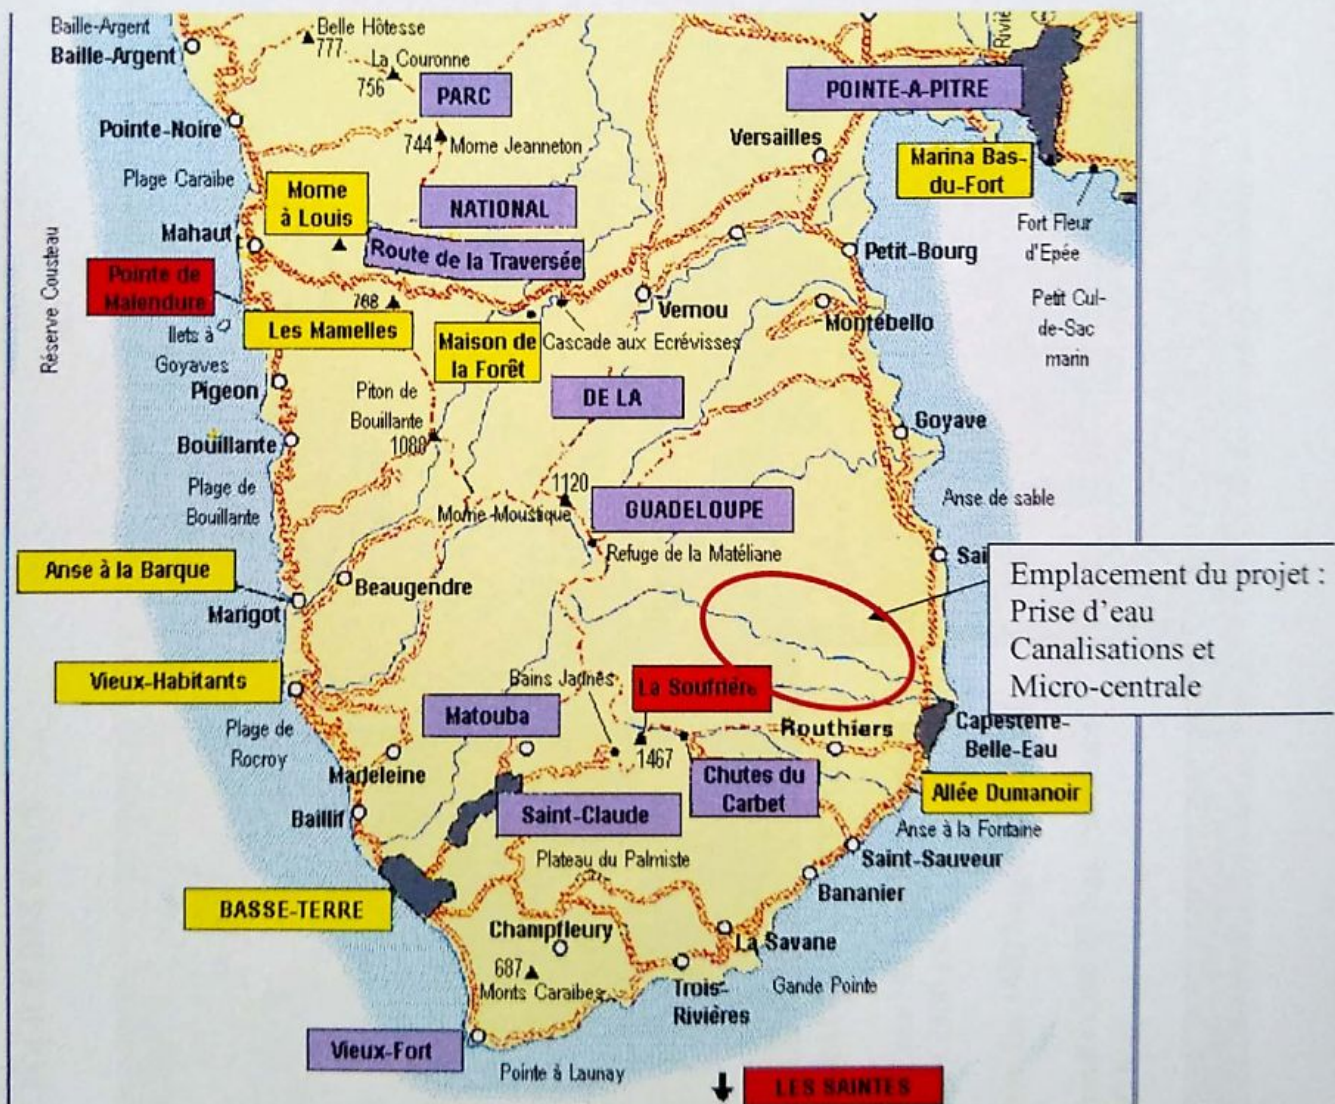 Baille-Argent
Baille-Argent
Belle Hôtesse
777
La Couronne
756
PARC
POINTE-A-PITRE
Pointe-Noire
744
Morne Jeanneton
Versailles
Marina Bas-
du-Fort
Plage Caraïbe
Morne
à Louis
NATIONAL
Fort Fleur
d'Epée
Mahaut
Route de la Traversée
Petit-Bourg
Réserve Cousteau
Pointe de
Malendure
768
Les Mamelles
Vernou
Montebello
Petit Cul-
de-Sac
marin
Ilets à
Goyaves
Maison de
la Forêt
Cascade aux Ecrévisses
Pigeon
Piton de
Bouillante
1088
DE LA
Goyave
Bouillante
Plage de
Bouillante
1120
GUADELOUPE
Anse de sable
Morne Moustique
Refuge de la Matéliane
Sai
Anse à la Barque
Beaugendre
Marigot
Emplacement du projet :
Prise d'eau
Canalisations et
Micro-centrale
Vieux-Habitants
Bains Jaunes
La Soufrière
Plage de
Rocroy
Matouba
Routhiers
Capesterre-
Belle-Eau
1467
Madeleine
Chutes du
Carbet
Allée Dumanoir
Baillif
Saint-Claude
Anse à la Fontaine
Plateau du Palmiste
Saint-Sauveur
Bananier
BASSE-TERRE
Champfleury
La Savane
687
Monts Caraïbes
Trois-
Rivières
Gande Pointe
Vieux-Fort
Pointe à Launay
LES SAINTES